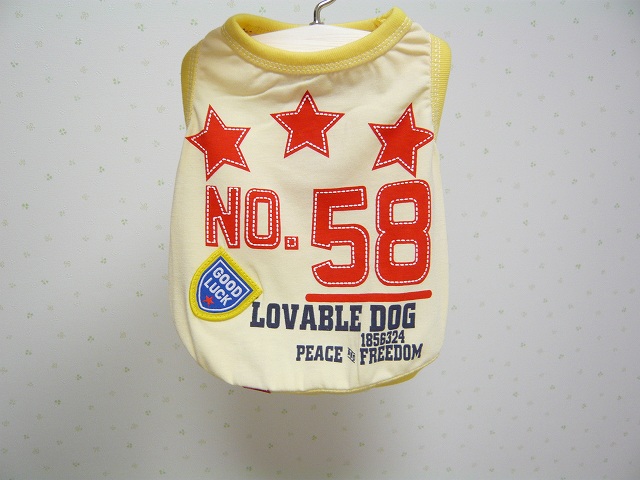 NO. 58
GOOD
LUCK
LOVABLE DOG
1856324
PEACE FREEDOM